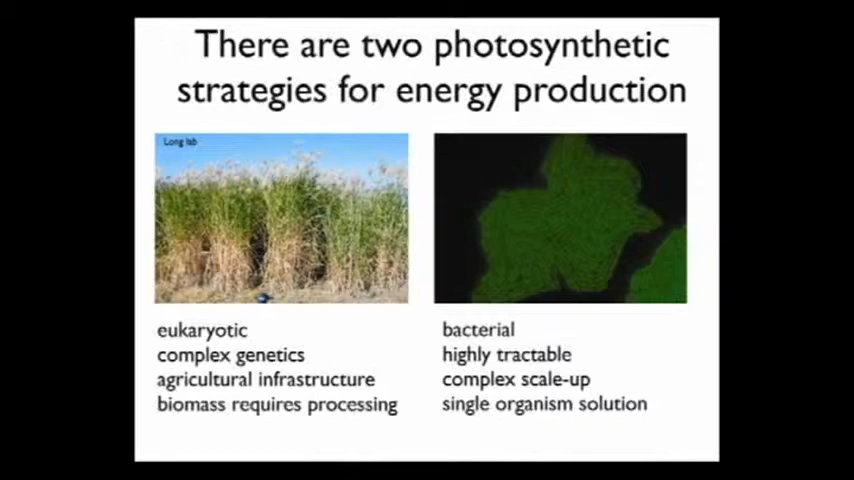 There are two photosynthetic
strategies for energy production
Long lab
eukaryotic
complex genetics
agricultural infrastructure
biomass requires processing
bacterial
highly tractable
complex scale-up
single organism solution